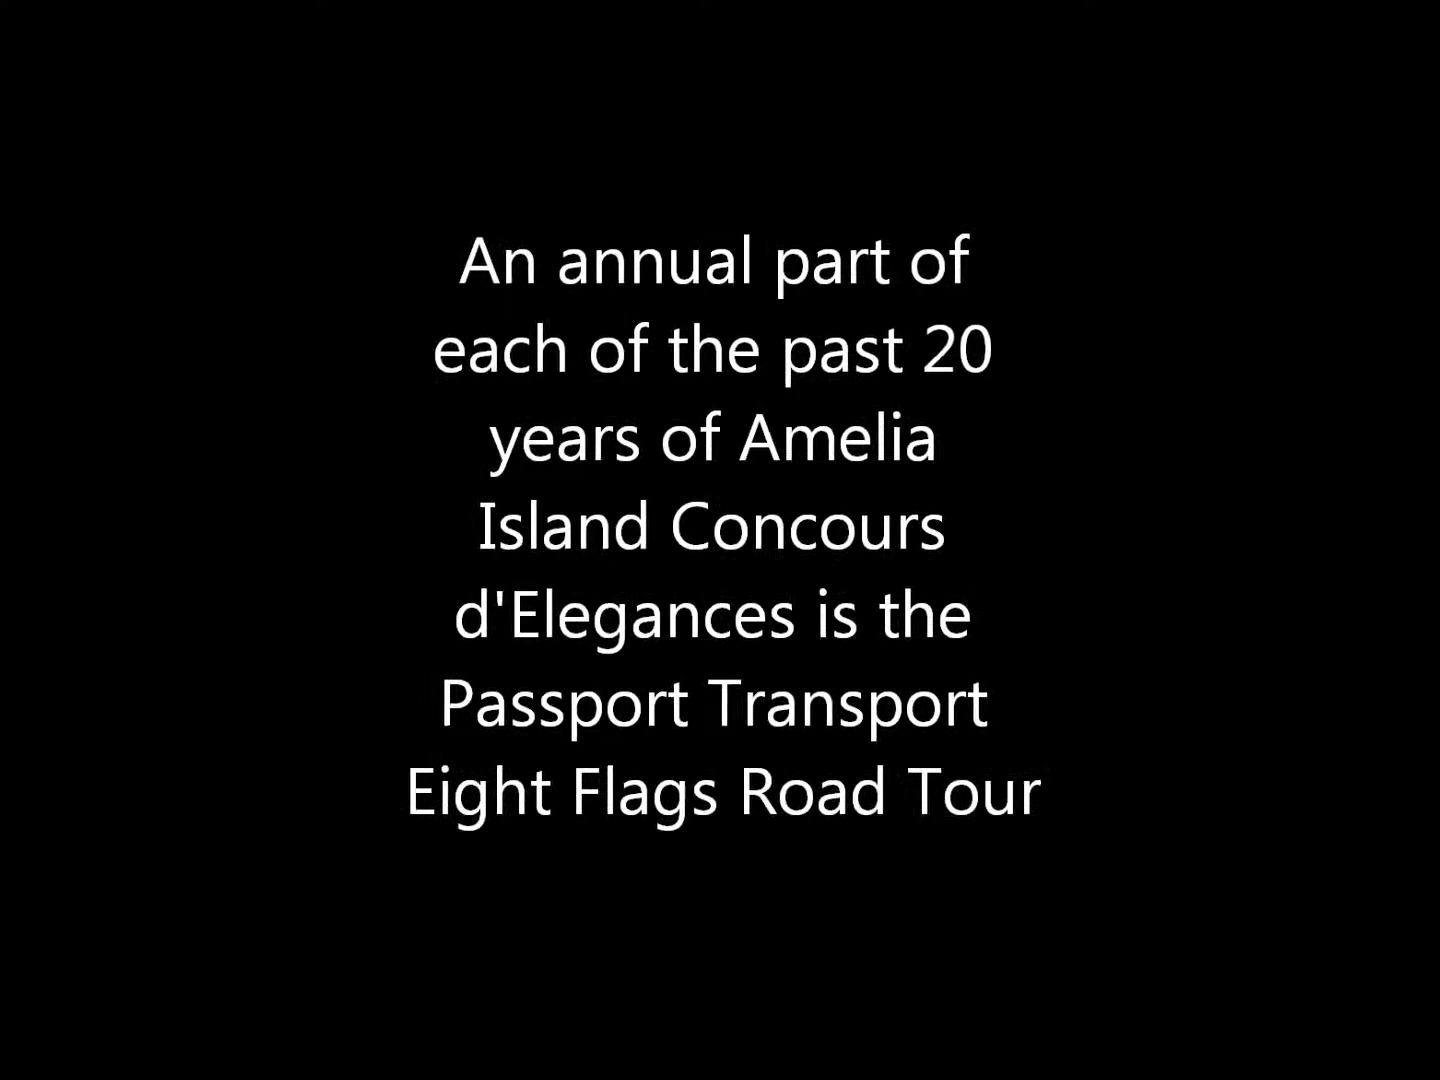 An annual part of
each of the past 20
years of Amelia
Island Concours
d'Elegances is the
Passport Transport
Eight Flags Road Tour